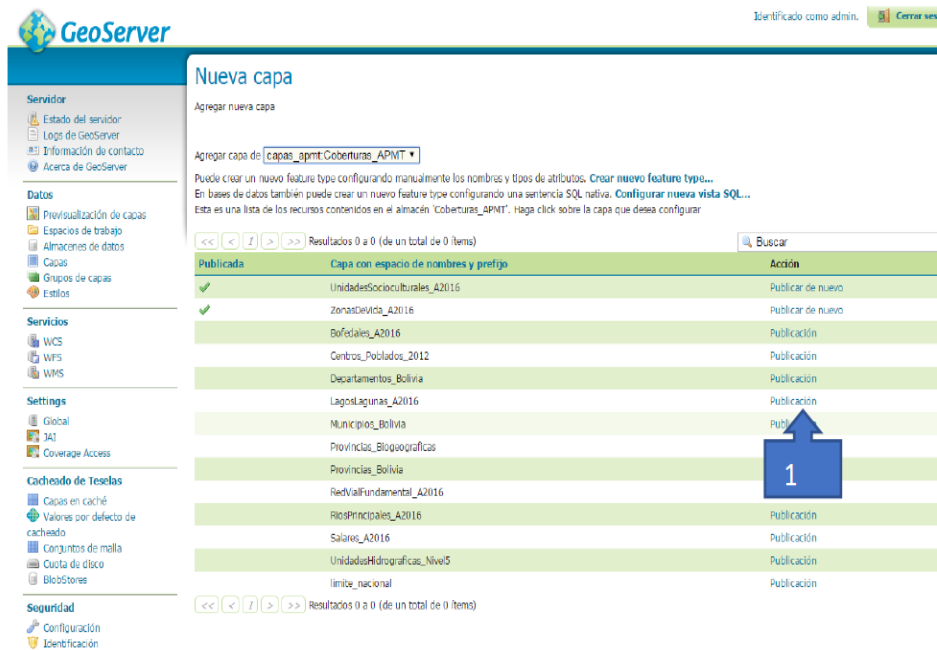 GeoServer
Identificado como admin.
Cerrar ses
Nueva capa
Agregar nueva capa
Agregar capa de capas_apmt:Coberturas_APMT
Puede crear un nuevo feature type configurando manualmente los nombres y tipos de atributos. Crear nuevo feature type...
En bases de datos también puede crear un nuevo feature type configurando una sentencia SQL nativa. Configurar nueva vista SQL...
Esta es una lista de los recursos contenidos en el almacén 'Coberturas_APMT'. Haga click sobre la capa que desea configurar
<< < 1 > >> Resultados 0 a 0 (de un total de 0 ítems)
Buscar
Publicada Capa con espacio de nombres y prefijo Acción
UnidadesSocioculturales_A2016 Publicar de nuevo
ZonasDeVida_A2016 Publicar de nuevo
Bofedales_A2016 Publicación
Centros_Poblados_2012 Publicación
Departamentos_Bolivia Publicación
LagosLagunas_A2016 Publicación
Municipios_Bolivia Publ
Provincias_Biogeograficas
Provincias_Bolivia
RedVialFundamental_A2016
RiosPrincipales_A2016 Publicación
Salares_A2016 Publicación
UnidadesHidrograficas_Nivel5 Publicación
limite_nacional Publicación
1
<< < 1 > >> Resultados 0 a 0 (de un total de 0 ítems)
Servidor
Estado del servidor
Logs de GeoServer
Información de contacto
Acerca de GeoServer
Datos
Previsualización de capas
Espacios de trabajo
Almacenes de datos
Capas
Grupos de capas
Estilos
Servicios
WCS
WFS
WMS
Settings
Global
JAI
Coverage Access
Cacheado de Teselas
Capas en caché
Valores por defecto de
cacheado
Conjuntos de malla
Cuota de disco
BlobStores
Seguridad
Configuración
Identificación